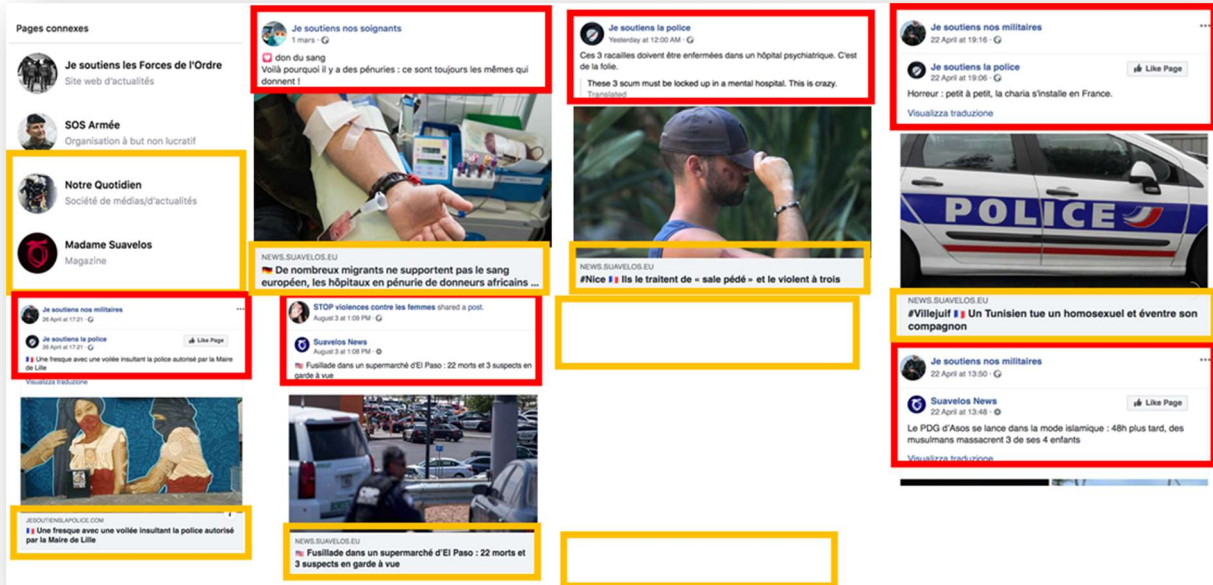 Pages connexes
Je soutiens les Forces de l'Ordre
Site web d'actualités
SOS Armée
Organisation à but non lucratif
Notre Quotidien
Société de médias/d'actualités
Madame Suavelos
Magazine
Je soutiens nos soignants
1 mars ·
don du sang
Voilà pourquoi il y a des pénuries : ce sont toujours les mêmes qui
donnent !
NEWS.SUAVELOS.EU
De nombreux migrants ne supportent pas le sang
européen, les hôpitaux en pénurie de donneurs africains ...
Je soutiens la police
Yesterday at 12:00 AM ·
Ces 3 racailles doivent être enfermées dans un hôpital psychiatrique. C'est
de la folie.
These 3 scum must be locked up in a mental hospital. This is crazy.
Translated
NEWS.SUAVELOS.EU
#Nice Ils le traitent de « sale pédé » et le violent à trois
Je soutiens nos militaires
22 April at 19:16 ·
Je soutiens la police
22 April at 19:06 ·
Like Page
Horreur : petit à petit, la charia s'installe en France.
Visualizza traduzione
POLICE
NEWS.SUAVELOS.EU
#Villejuif Un Tunisien tue un homosexuel et éventre son
compagnon
Je soutiens nos militaires
26 April at 17:21 ·
Je soutiens la police
26 April at 17:21 ·
Like Page
Une fresque avec une voilée insultant la police autorisé par la Maire
de Lille
Visualizza traduzione
JESOUTIENSLAPOLICE.COM
Une fresque avec une voilée insultant la police autorisé
par la Maire de Lille
STOP violences contre les femmes shared a post.
August 3 at 1:09 PM ·
Suavelos News
August 3 at 1:08 PM ·
Fusillade dans un supermarché d'El Paso : 22 morts et 3 suspects en
garde à vue
NEWS.SUAVELOS.EU
Fusillade dans un supermarché d'El Paso : 22 morts et
3 suspects en garde à vue
Je soutiens nos militaires
22 April at 13:50 ·
Suavelos News
22 April at 13:48 ·
Like Page
Le PDG d'Asos se lance dans la mode islamique : 48h plus tard, des
musulmans massacrent 3 de ses 4 enfants
Visualizza traduzione